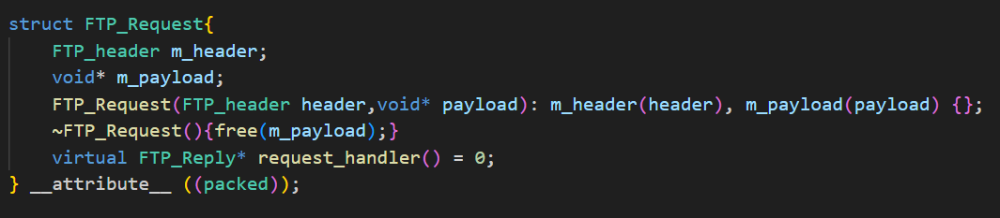 struct FTP_Request{
    FTP_header m_header;
    void* m_payload;
    FTP_Request(FTP_header header,void* payload): m_header(header), m_payload(payload) {};
    ~FTP_Request(){free(m_payload);}
    virtual FTP_Reply* request_handler() = 0;
} __attribute__ ((packed));